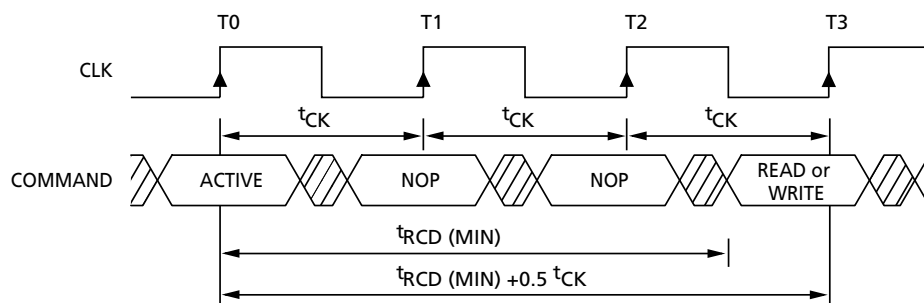 T0 T1 T2 T3
CLK
tCK tCK tCK
COMMAND ACTIVE NOP NOP READ or
WRITE
tRCD (MIN)
tRCD (MIN) +0.5 tCK